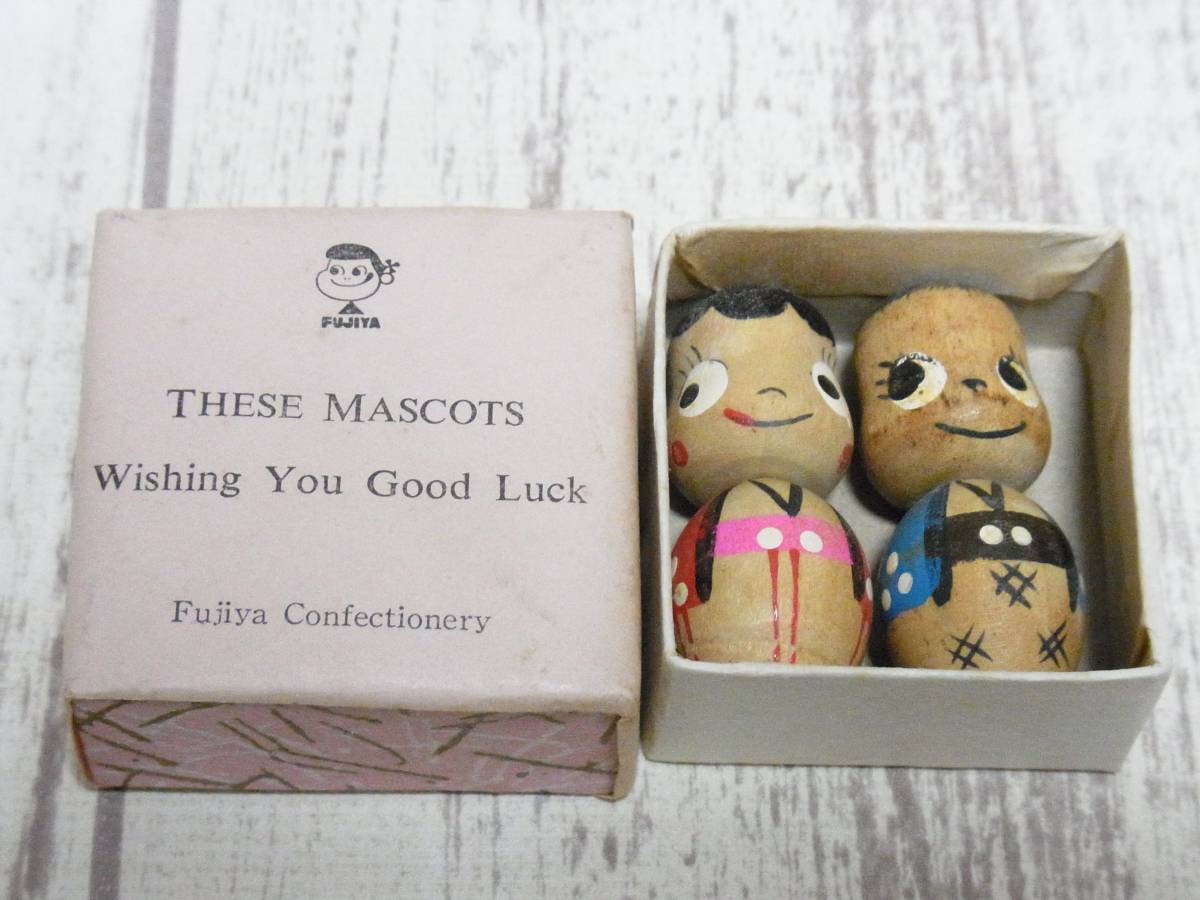 FUJIYA
THESE MASCOTS
Wishing You Good Luck
Fujiya Confectionery